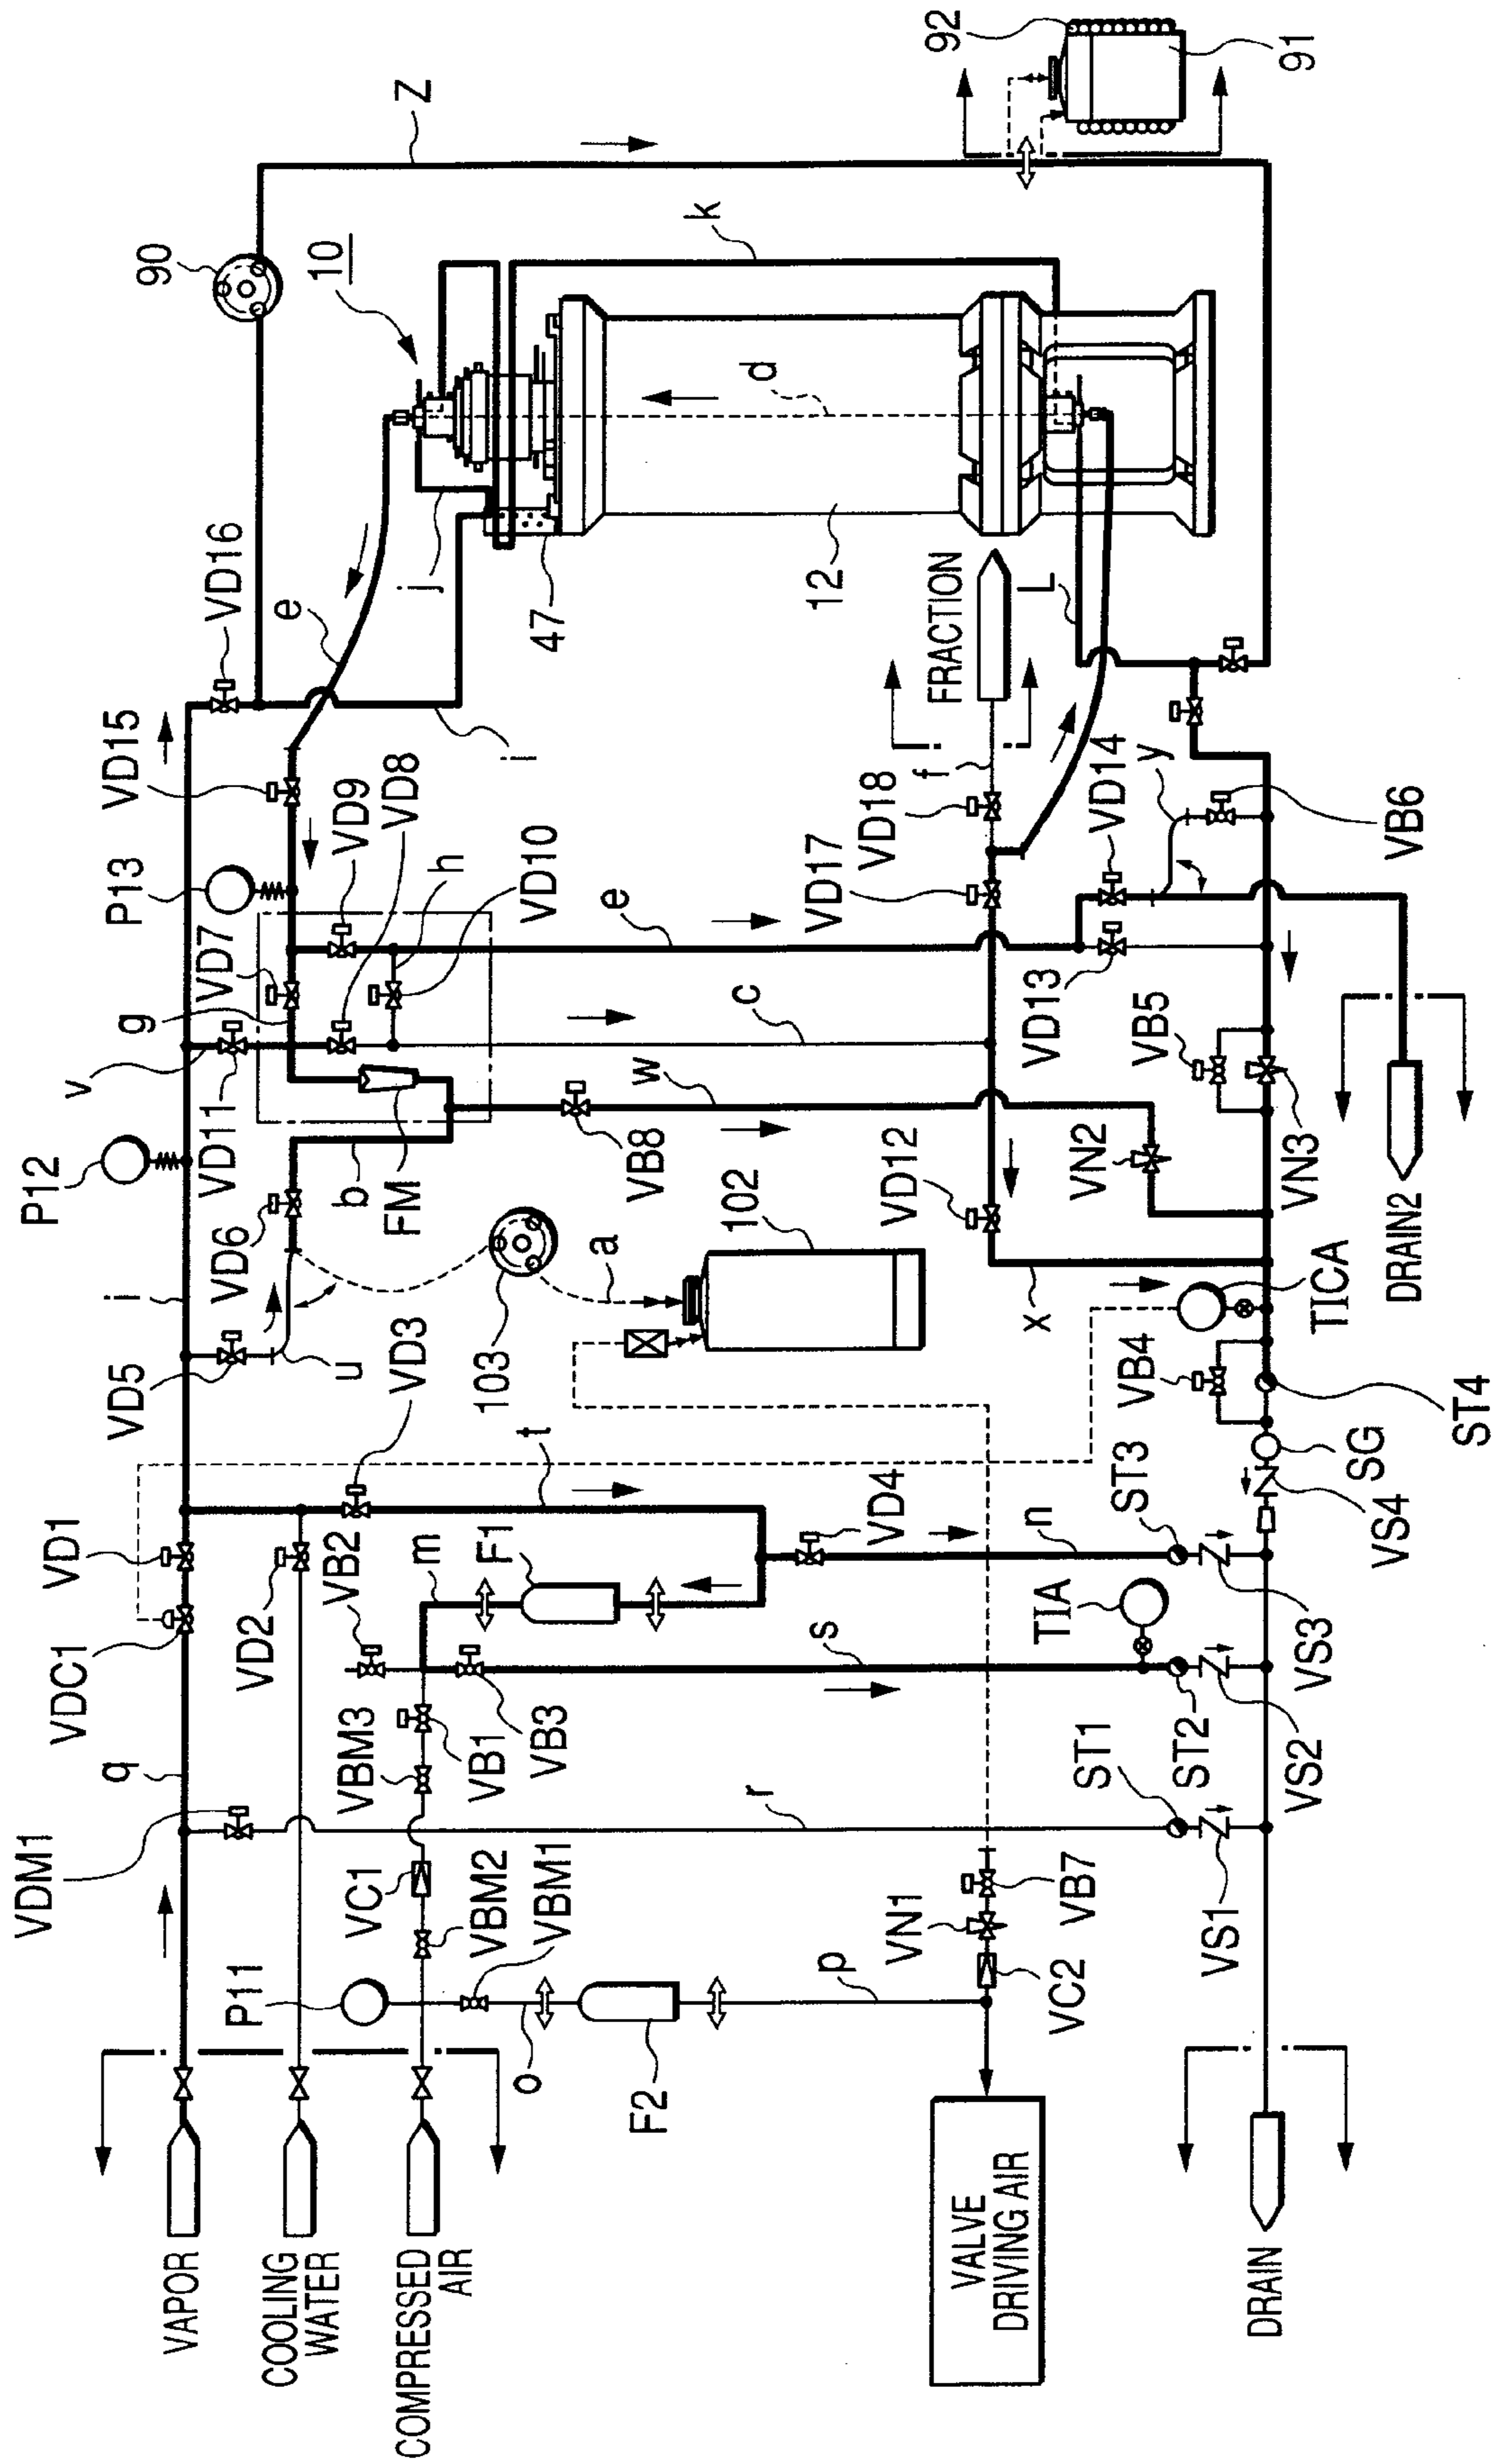 92
91
Z
90
10
k
d
VD16
e
j
47
12
FRACTION
L
i
VD15
VD9
VD8
f
VD18
VD14
y
VB6
P13
h
VD10
VD17
VD7
e
g
VD13
VB5
c
v
VD11
w
P12
VB8
VD12
VN2
VN3
b
FM
102
DRAIN2
VD6
a
i
TICA
x
VD5
u
103
VD3
VB4
ST4
t
ST3
SG
VD4
VD1
VB2
m
F1
n
VS4
TIA
VDC1
VD2
s
VS3
q
VBM3
VB1
VB3
ST1
ST2
VS2
r
VDM1
VC1
VBM2
VBM1
VN1
VB7
VS1
P11
p
VC2
o
F2
VAPOR
COOLING
WATER
COMPRESSED
AIR
VALVE
DRIVING AIR
DRAIN